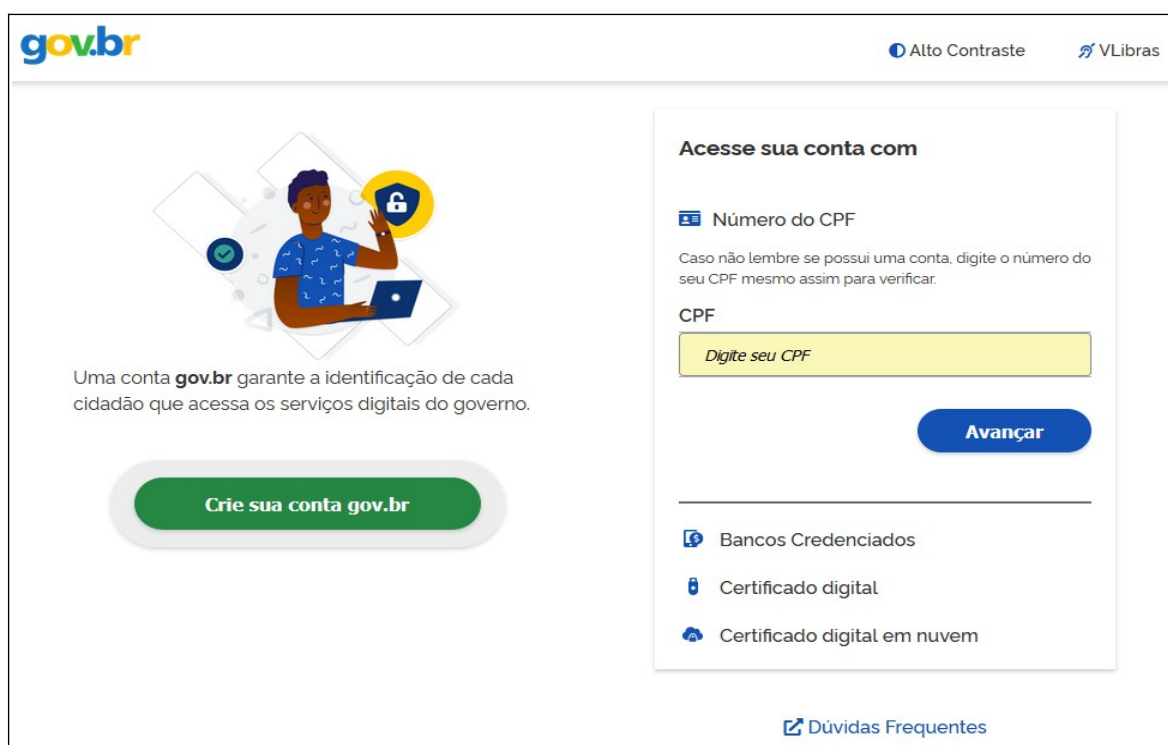 gov.br
Alto Contraste
VLibras
Uma conta gov.br garante a identificação de cada
cidadão que acessa os serviços digitais do governo.
Crie sua conta gov.br
Acesse sua conta com
Número do CPF
Caso não lembre se possui uma conta, digite o número do
seu CPF mesmo assim para verificar.
CPF
Digite seu CPF
Avançar
Bancos Credenciados
Certificado digital
Certificado digital em nuvem
Dúvidas Frequentes